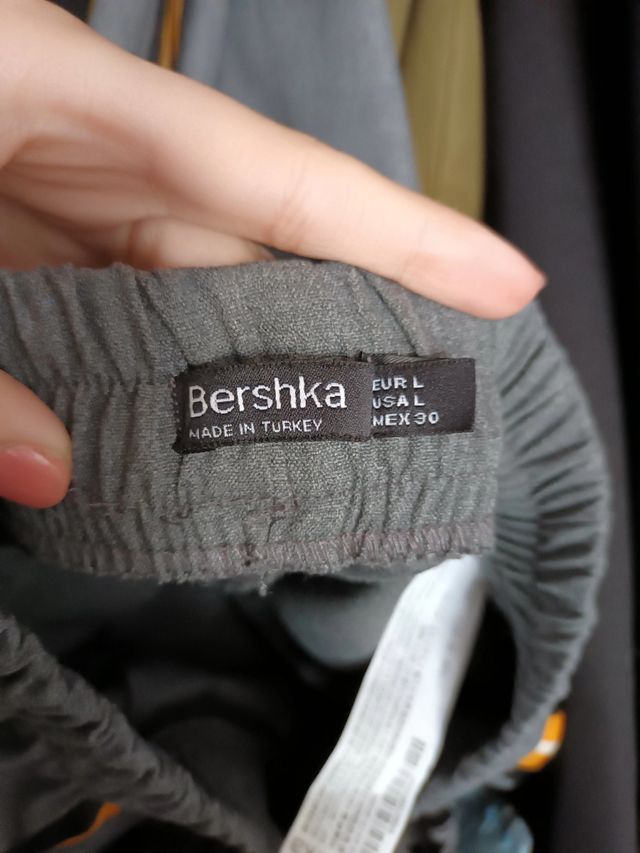 Bershka
MADE IN TURKEY
EUR L
USA L
MEX 30